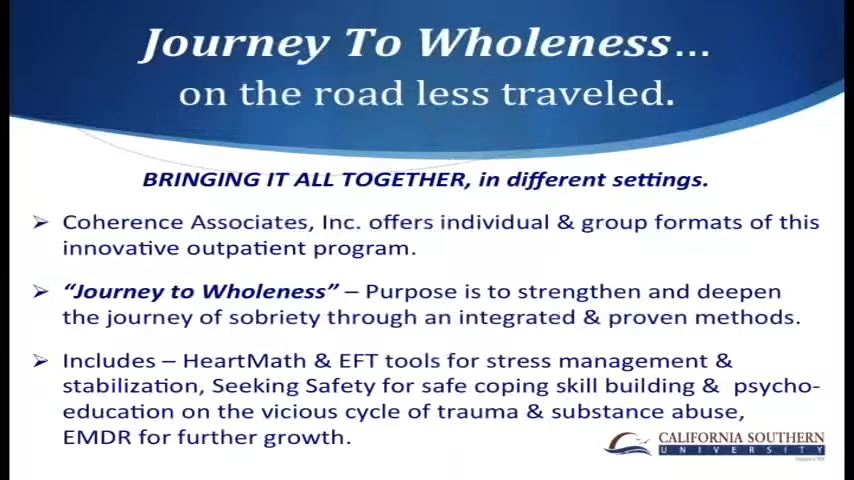 Journey To Wholeness...
on the road less traveled.
BRINGING IT ALL TOGETHER, in different settings.
➢ Coherence Associates, Inc. offers individual & group formats of this
innovative outpatient program.
➢ “Journey to Wholeness” – Purpose is to strengthen and deepen
the journey of sobriety through an integrated & proven methods.
➢ Includes – HeartMath & EFT tools for stress management &
stabilization, Seeking Safety for safe coping skill building & psycho-
education on the vicious cycle of trauma & substance abuse,
EMDR for further growth.
CALIFORNIA SOUTHERN
UNIVERSITY